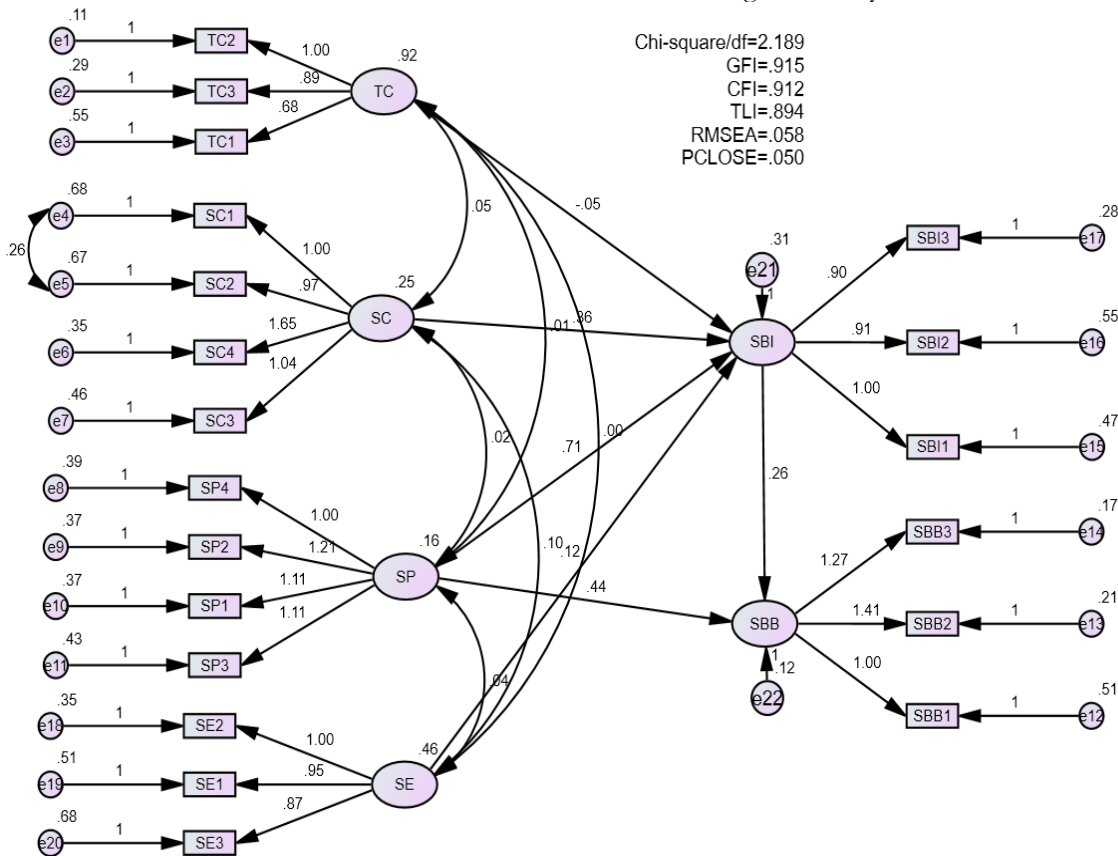 Chi-square/df=2.189
GFI=.915
CFI=.912
TLI=.894
RMSEA=.058
PCLOSE=.050
.11
e1
1
TC2
1.00
.92
.29
e2
1
TC3
.89
TC
.55
e3
1
TC1
.68
.05
-.05
.68
e4
1
SC1
1.00
.26
.67
e5
1
SC2
.97
.25
SC
.35
e6
1
SC4
1.65
.01
.36
.46
e7
1
SC3
1.04
.31
e21
1
SBI
.90
SBI3
1
.28
e17
.91
SBI2
1
.55
e16
1.00
SBI1
1
.47
e15
.02
.71
.00
.26
.39
e8
1
SP4
1.00
.37
e9
1
SP2
1.21
.16
SP
.37
e10
1
SP1
1.11
.43
e11
1
SP3
1.11
.10
.12
.44
SBB
1.27
SBB3
1
.17
e14
1.41
SBB2
1
.21
e13
1.00
SBB1
1
.51
e12
1
.12
e22
.04
.35
e18
1
SE2
1.00
.46
.51
e19
1
SE1
.95
SE
.68
e20
1
SE3
.87